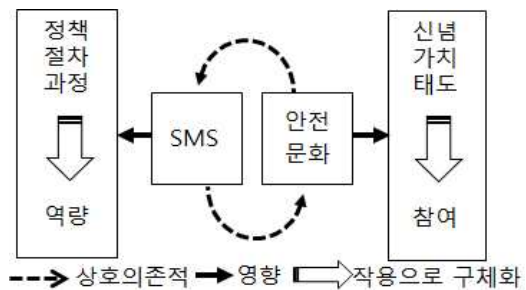 정책
절차
과정
역량
SMS
안전
문화
신념
가치
태도
참여
상호의존적 영향 작용으로 구체화